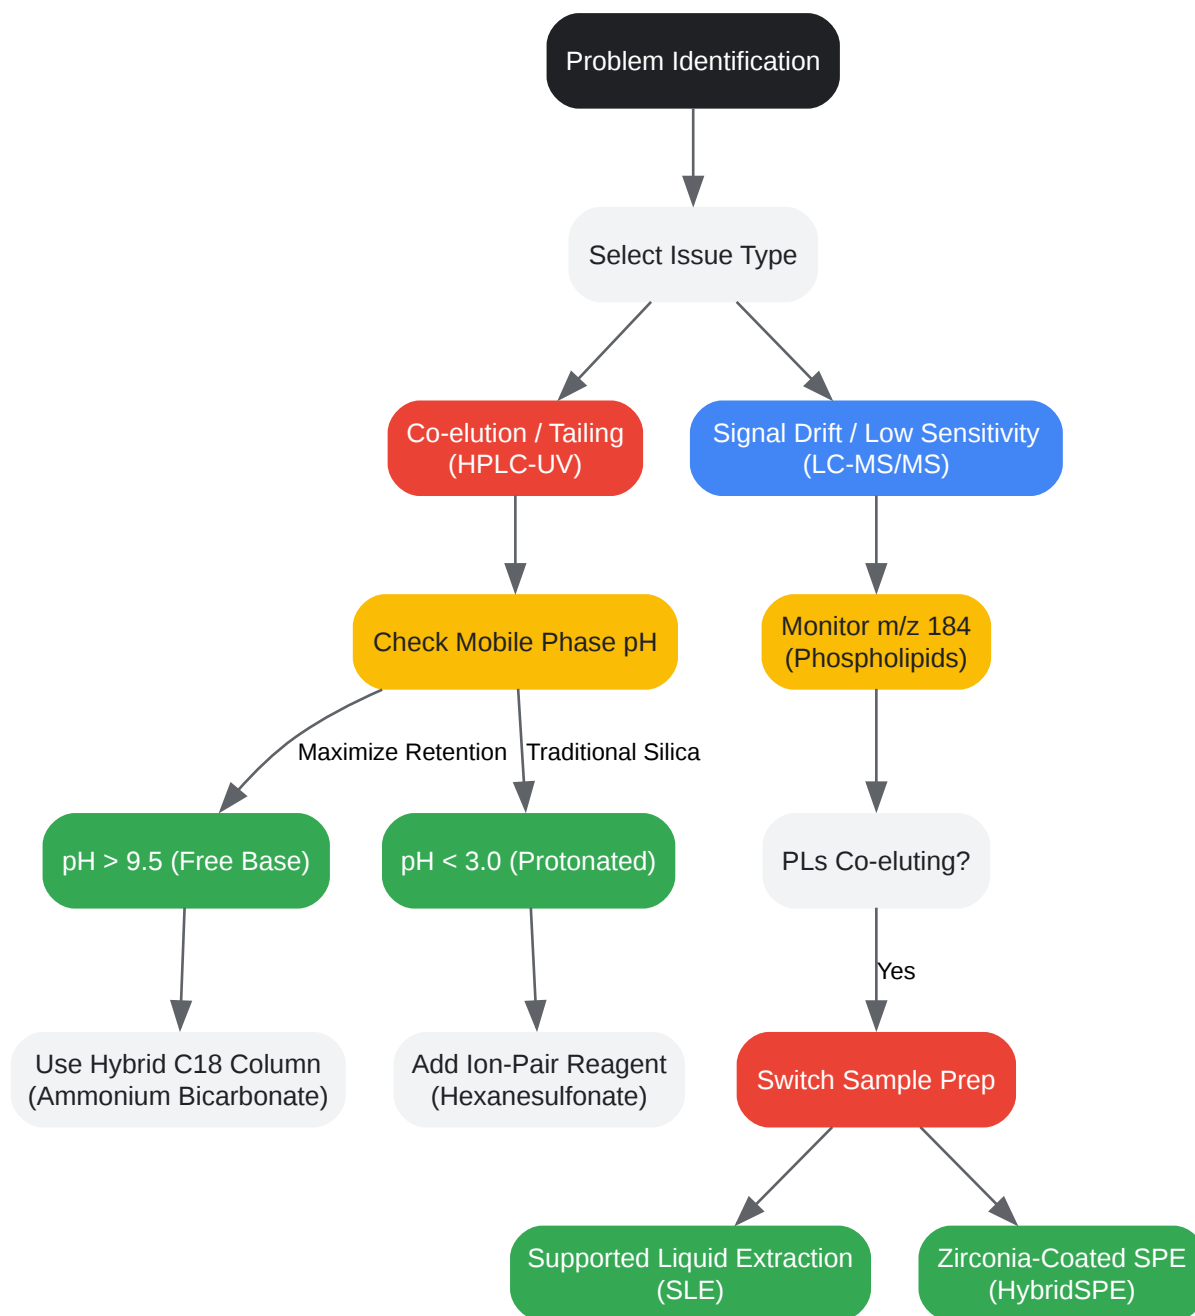 Problem Identification
Select Issue Type
Co-elution / Tailing
(HPLC-UV)
Signal Drift / Low Sensitivity
(LC-MS/MS)
Check Mobile Phase pH
Monitor m/z 184
(Phospholipids)
Maximize Retention
Traditional Silica
pH > 9.5 (Free Base)
pH < 3.0 (Protonated)
PLs Co-eluting?
Yes
Use Hybrid C18 Column
(Ammonium Bicarbonate)
Add Ion-Pair Reagent
(Hexanesulfonate)
Switch Sample Prep
Supported Liquid Extraction
(SLE)
Zirconia-Coated SPE
(HybridSPE)